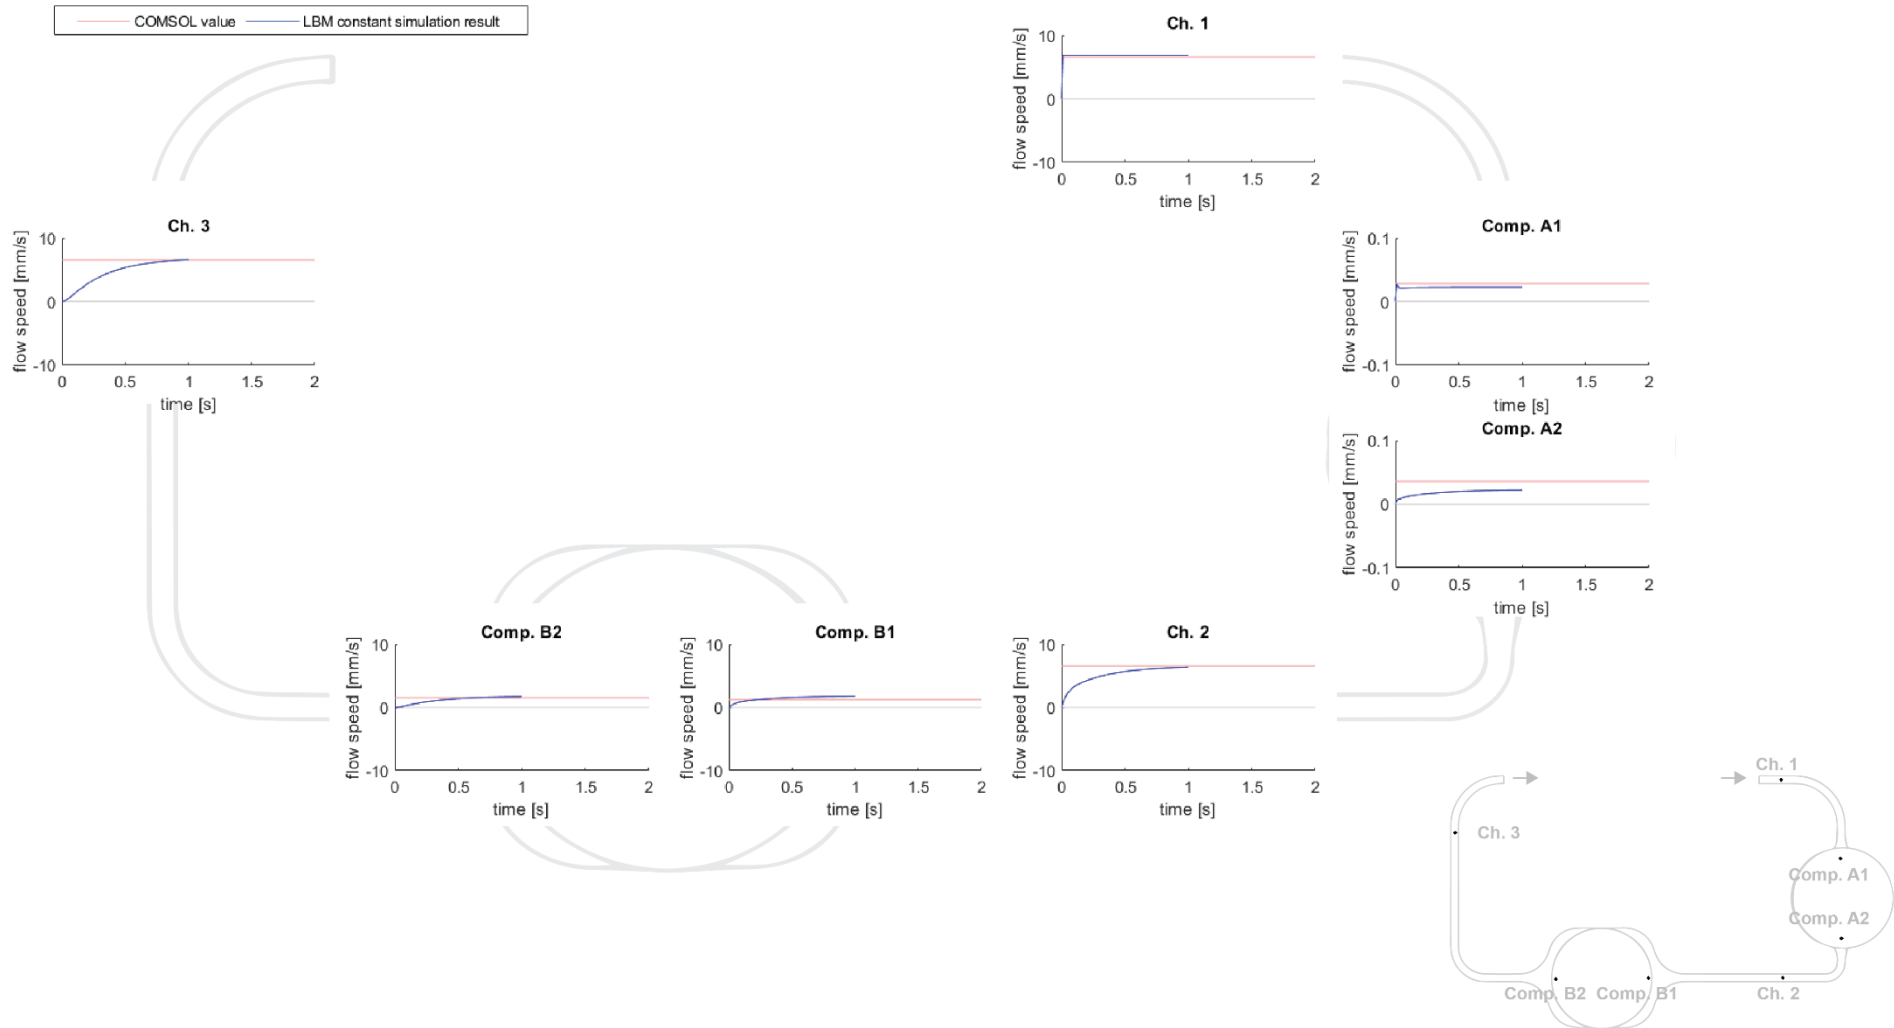 COMSOL value
LBM constant simulation result
Ch. 1
flow speed [mm/s]
10
0
-10
0 0.5 1 1.5 2
time [s]
Ch. 3
flow speed [mm/s]
10
0
-10
0 0.5 1 1.5 2
time [s]
Comp. A1
flow speed [mm/s]
0.1
0
-0.1
0 0.5 1 1.5 2
time [s]
Comp. A2
flow speed [mm/s]
0.1
0
-0.1
0 0.5 1 1.5 2
time [s]
Comp. B2
flow speed [mm/s]
10
0
-10
0 0.5 1 1.5 2
time [s]
Comp. B1
flow speed [mm/s]
10
0
-10
0 0.5 1 1.5 2
time [s]
Ch. 2
flow speed [mm/s]
10
0
-10
0 0.5 1 1.5 2
time [s]
Ch. 1
Ch. 3
Comp. A1
Comp. A2
Comp. B2
Comp. B1
Ch. 2